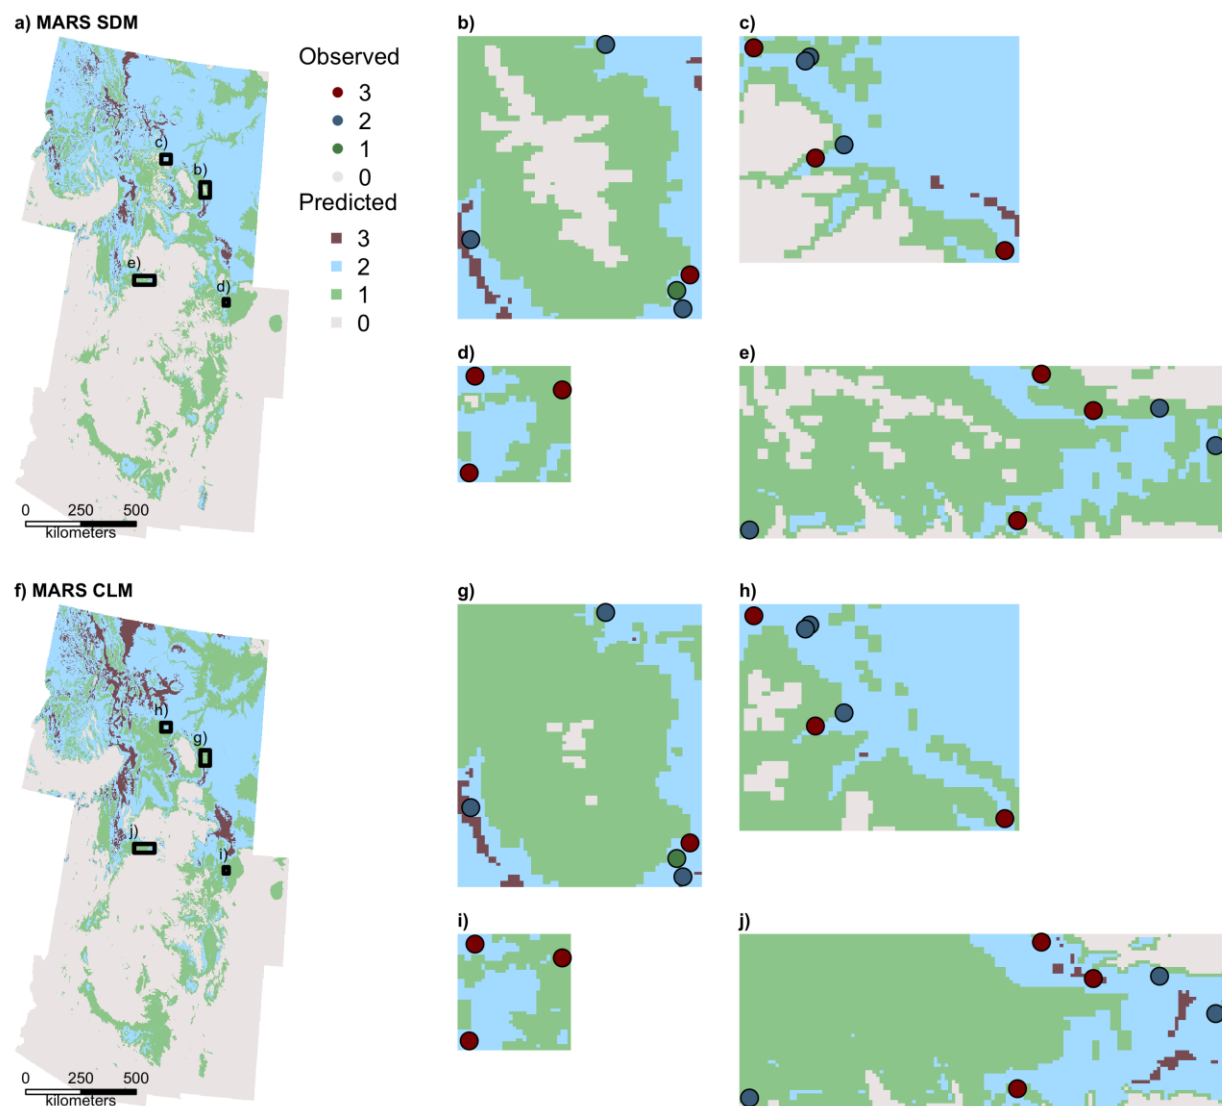 a) MARS SDM
Observed
3
2
1
0
Predicted
3
2
1
0
c)
b)
e)
d)
0 250 500
kilometers
b)
c)
d)
e)
f) MARS CLM
h)
g)
j)
i)
0 250 500
kilometers
g)
h)
i)
j)